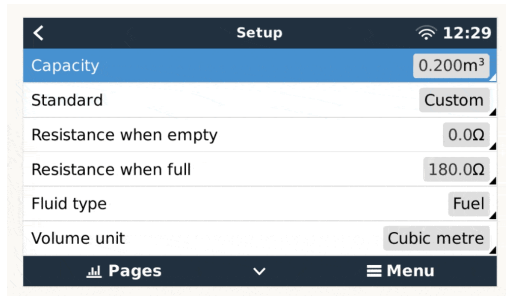 Setup 12:29
Capacity 0.200m³
Standard Custom
Resistance when empty 0.0Ω
Resistance when full 180.0Ω
Fluid type Fuel
Volume unit Cubic metre
Pages Menu